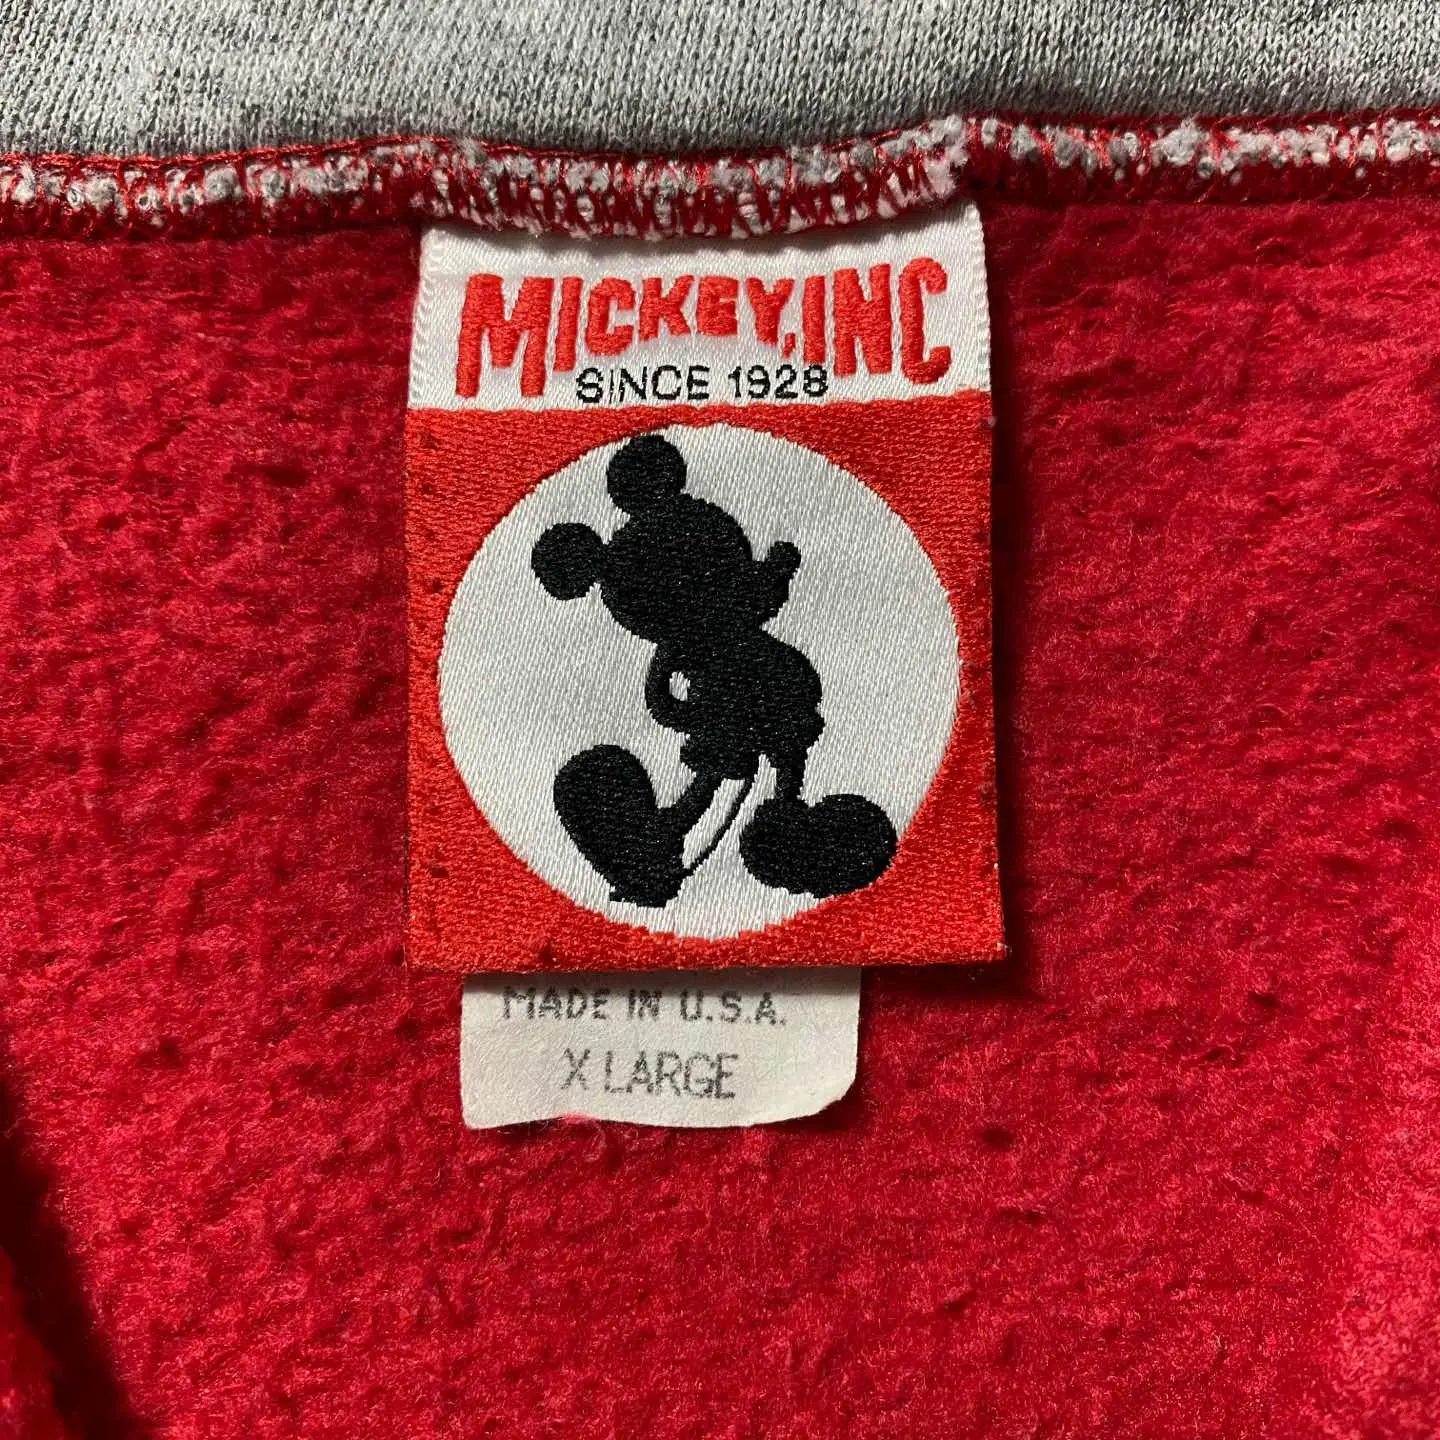 MICKEY, INC
SINCE 1928
MADE IN U.S.A.
X LARGE